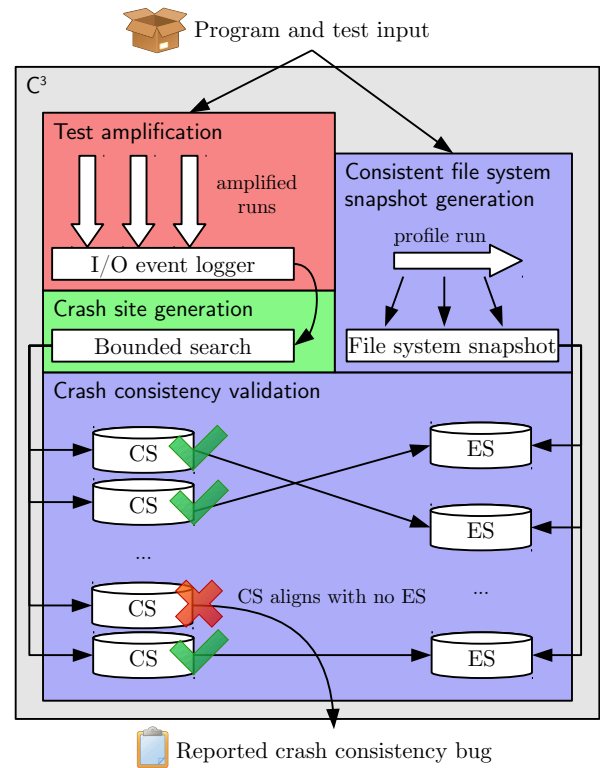 Program and test input
C³
Test amplification
amplified
runs
I/O event logger
Consistent file system
snapshot generation
profile run
Crash site generation
Bounded search
File system snapshot
Crash consistency validation
CS
ES
CS
ES
...
...
CS
CS aligns with no ES
CS
ES
Reported crash consistency bug